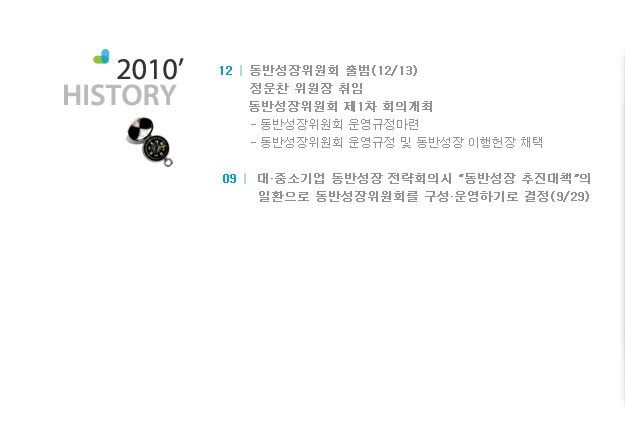 2010’
HISTORY
12 | 동반성장위원회 출범(12/13)
정운찬 위원장 취임
동반성장위원회 제1차 회의개최
- 동반성장위원회 운영규정마련
- 동반성장위원회 운영규정 및 동반성장 이행헌장 채택
09 | 대·중소기업 동반성장 전략회의시 “동반성장 추진대책”의
일환으로 동반성장위원회를 구성·운영하기로 결정(9/29)